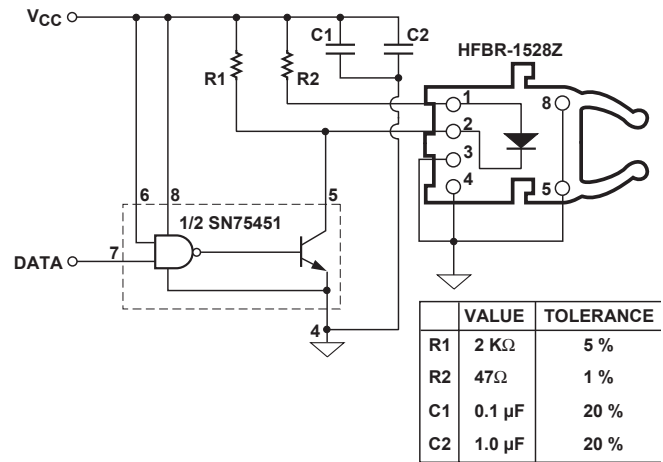 VCC
C1
C2
HFBR-1528Z
R1
R2
1
8
2
3
4
5
6
8
5
1/2 SN75451
7
DATA
4
VALUE TOLERANCE
R1 2 KΩ 5 %
R2 47Ω 1 %
C1 0.1 µF 20 %
C2 1.0 µF 20 %